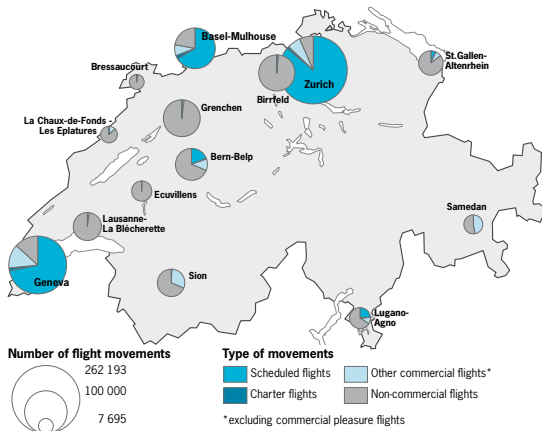 Basel-Mulhouse
Bressaucourt
St.Gallen-
Altenrhein
Zurich
Birrfeld
Grenchen
La Chaux-de-Fonds -
Les Eplatures
Bern-Belp
Ecuvillens
Samedan
Lausanne-
La Blécherette
Geneva
Sion
Lugano-
Agno
Number of flight movements
262 193
100 000
7 695
Type of movements
Scheduled flights
Other commercial flights*
Charter flights
Non-commercial flights
*excluding commercial pleasure flights